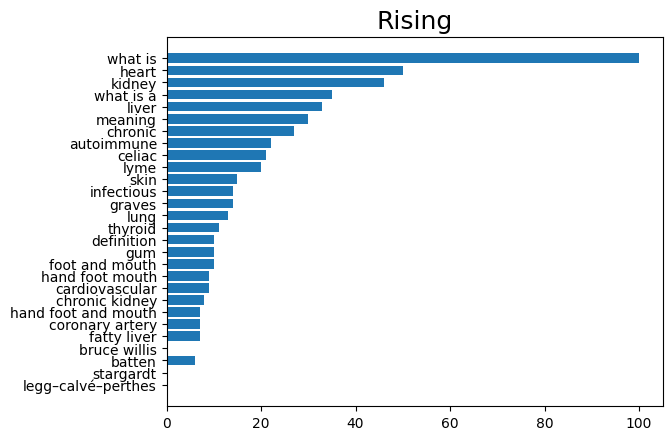 Rising
what is
heart
kidney
what is a
liver
meaning
chronic
autoimmune
celiac
lyme
skin
infectious
graves
lung
thyroid
definition
gum
foot and mouth
hand foot mouth
cardiovascular
chronic kidney
hand foot and mouth
coronary artery
fatty liver
bruce willis
batten
stargardt
legg–calvé–perthes
0 20 40 60 80 100